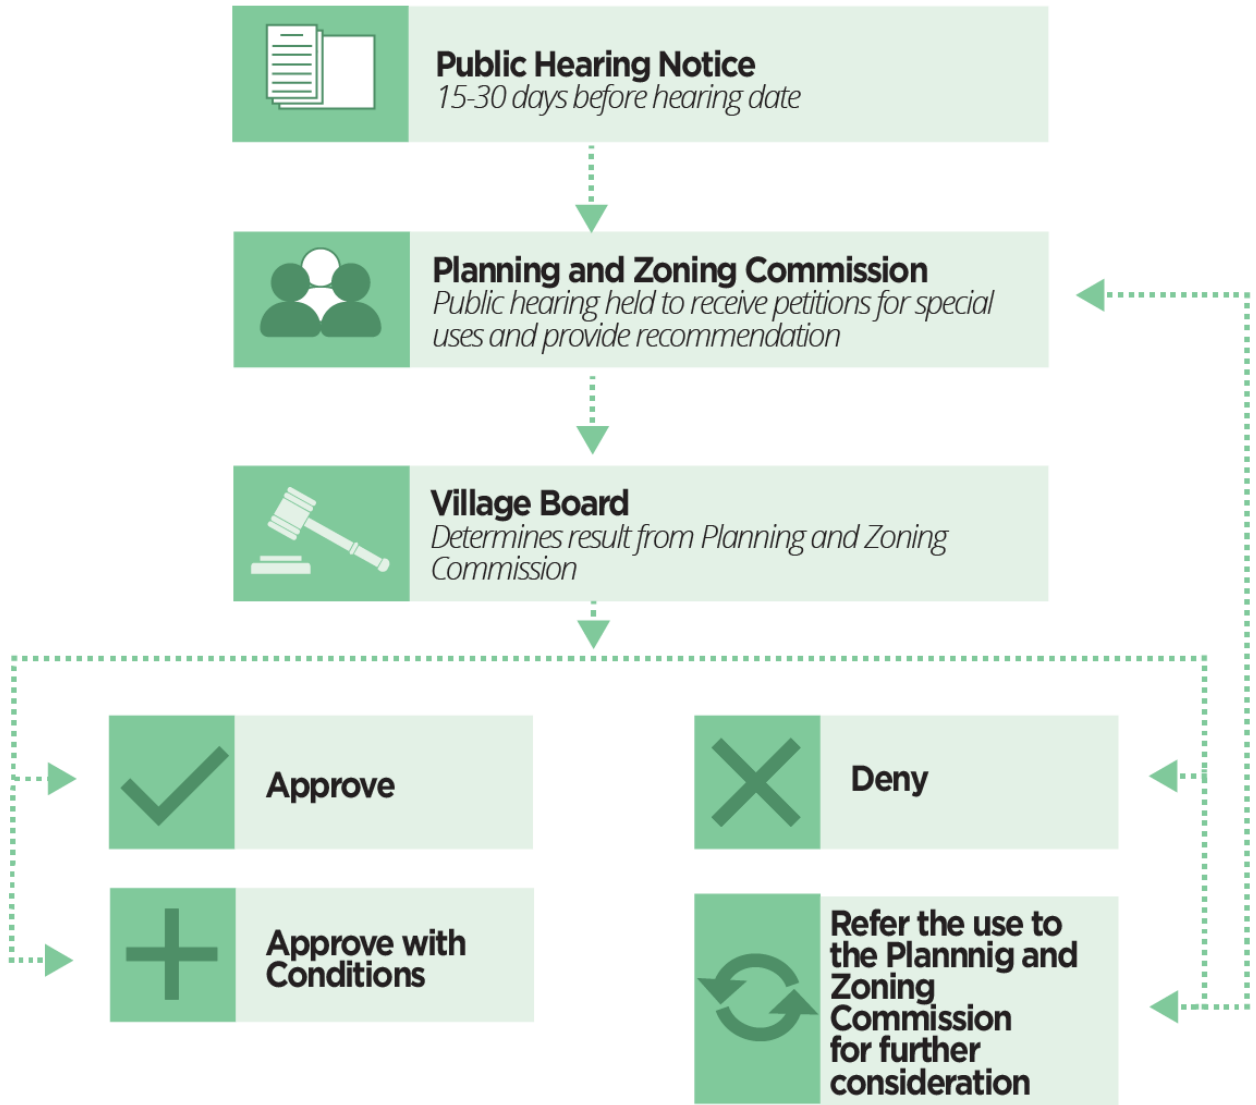 Public Hearing Notice
15-30 days before hearing date
Planning and Zoning Commission
Public hearing held to receive petitions for special
uses and provide recommendation
Village Board
Determines result from Planning and Zoning
Commission
Approve
Deny
Approve with
Conditions
Refer the use to
the Plannnig and
Zoning
Commission
for further
consideration